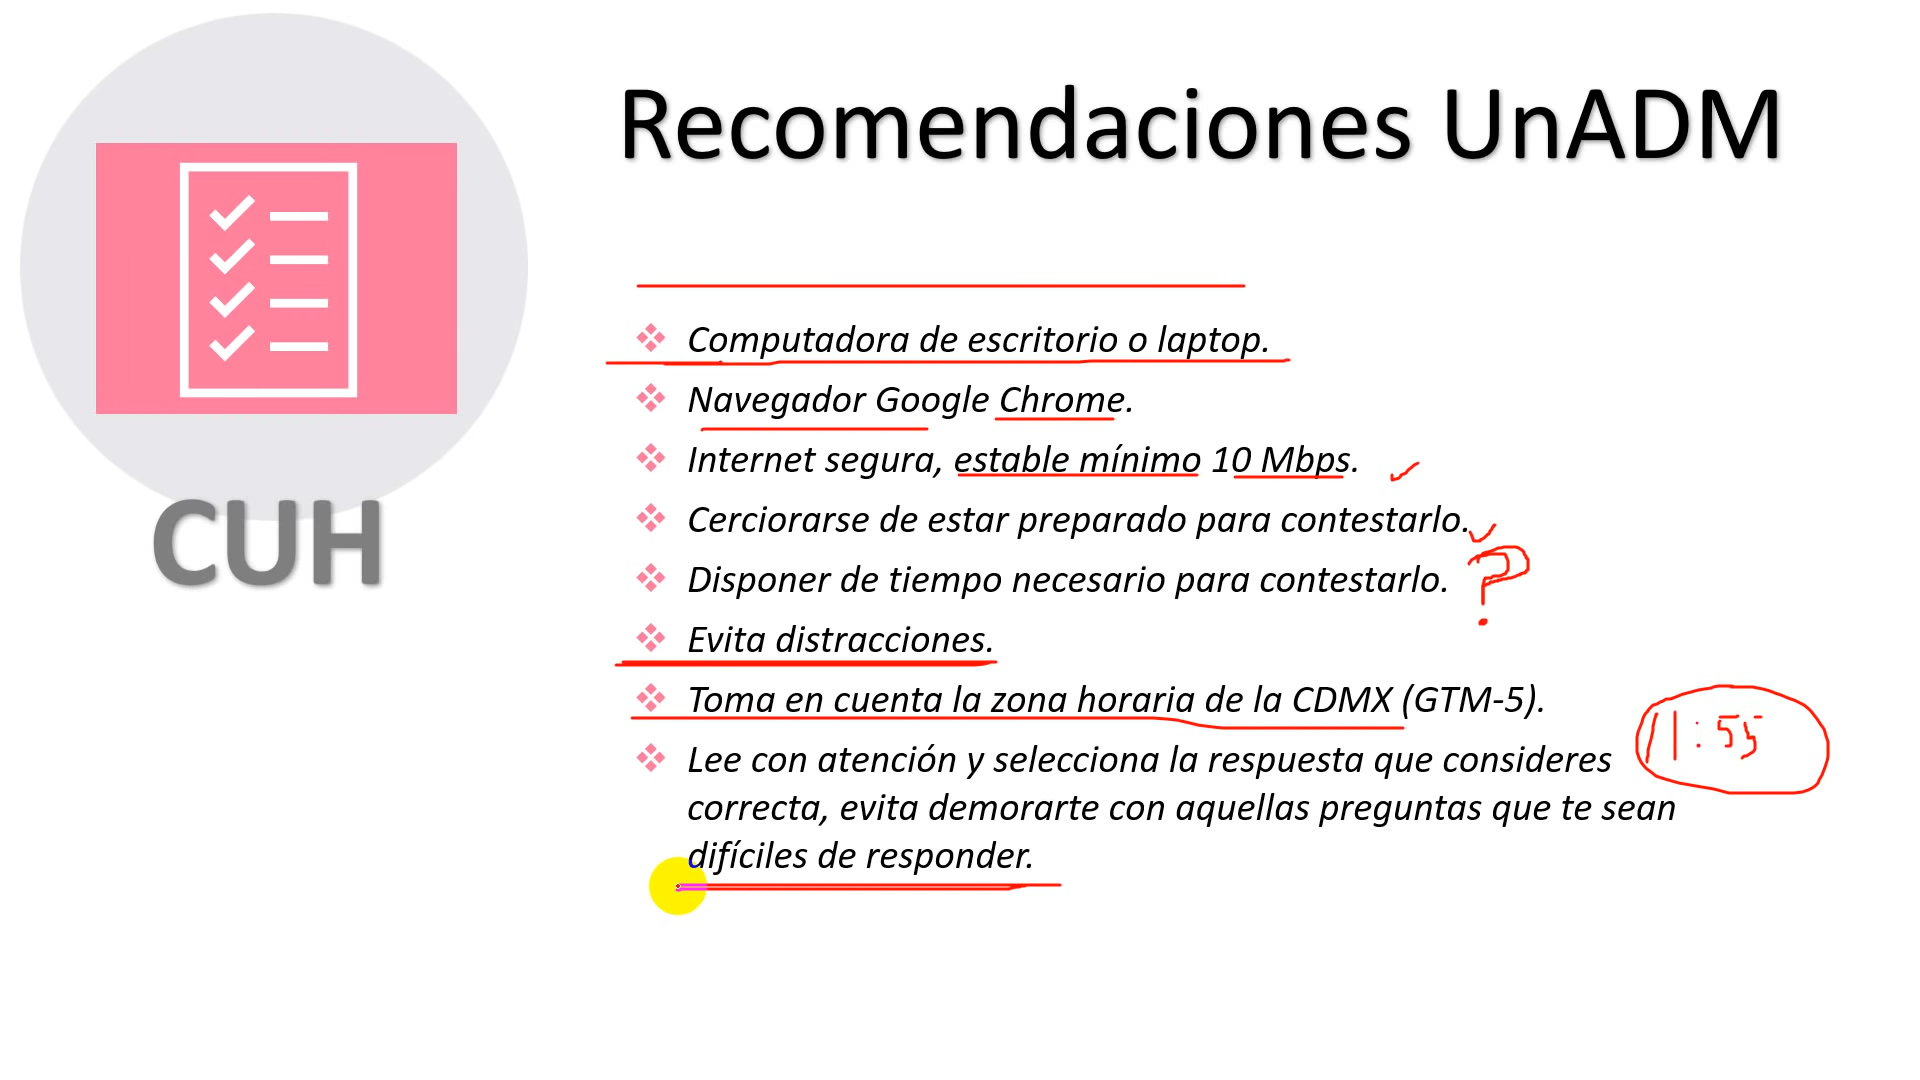 Recomendaciones UnADM
CUH
Computadora de escritorio o laptop.
Navegador Google Chrome.
Internet segura, estable mínimo 10 Mbps.
Cerciorarse de estar preparado para contestarlo.
Disponer de tiempo necesario para contestarlo. ?
Evita distracciones.
Toma en cuenta la zona horaria de la CDMX (GTM-5).
11:55
Lee con atención y selecciona la respuesta que consideres
correcta, evita demorarte con aquellas preguntas que te sean
difíciles de responder.